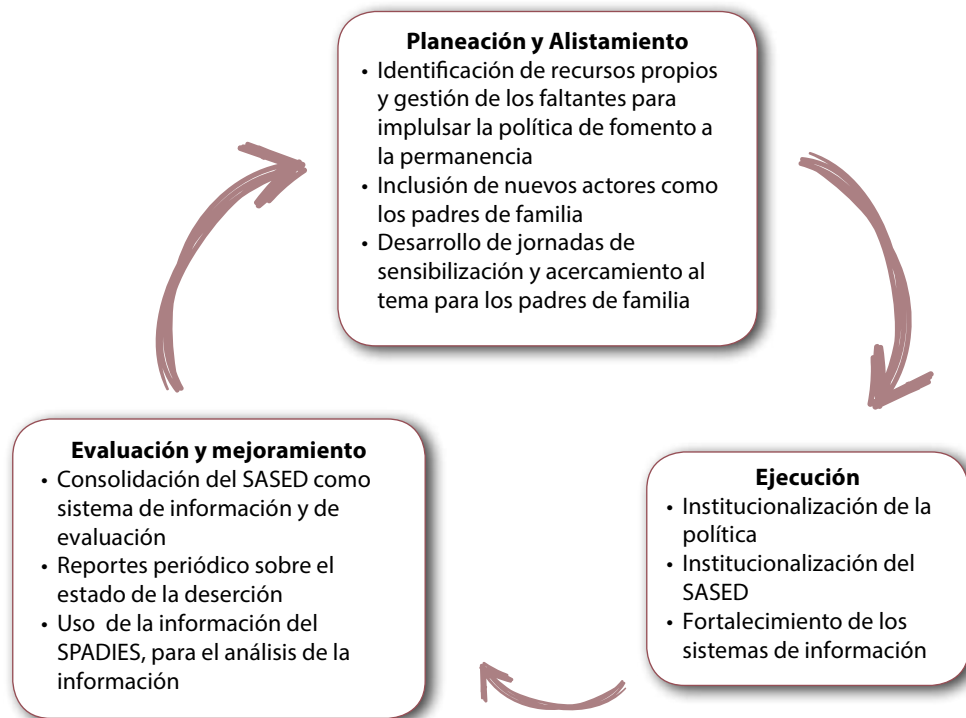 Planeación y Alistamiento
• Identificación de recursos propios
y gestión de los faltantes para
implulsar la política de fomento a
la permanencia
• Inclusión de nuevos actores como
los padres de familia
• Desarrollo de jornadas de
sensibilización y acercamiento al
tema para los padres de familia
Ejecución
• Institucionalización de la
política
• Institucionalización del
SASED
• Fortalecimiento de los
sistemas de información
Evaluación y mejoramiento
• Consolidación del SASED como
sistema de información y de
evaluación
• Reportes periódico sobre el
estado de la deserción
• Uso de la información del
SPADIES, para el análisis de la
información